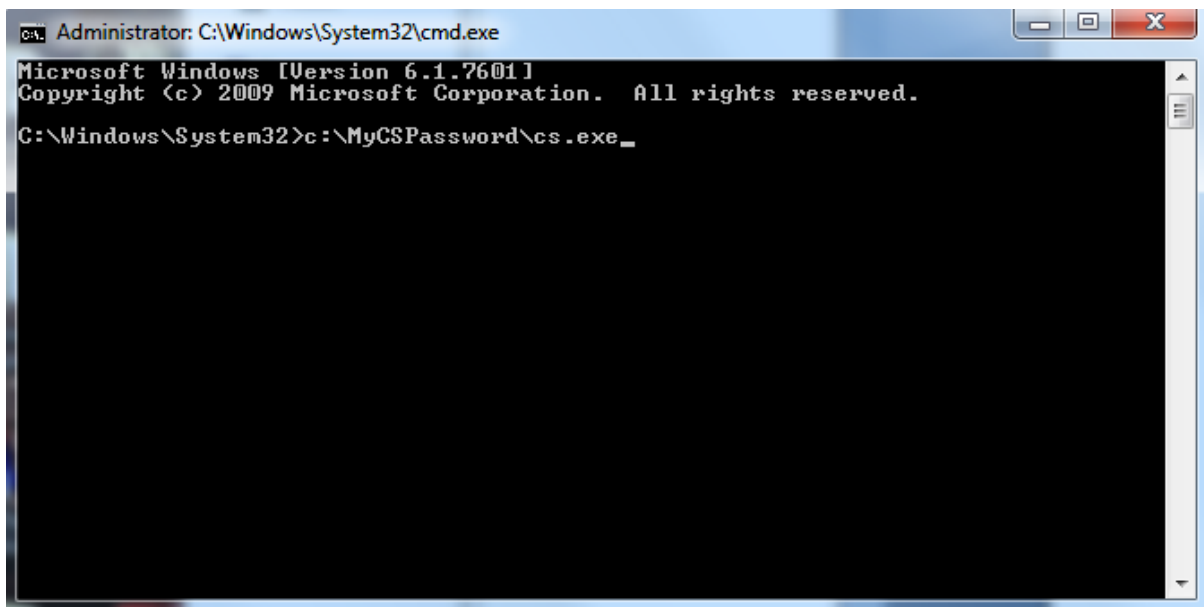 Administrator: C:\Windows\System32\cmd.exe
Microsoft Windows [Version 6.1.7601]
Copyright (c) 2009 Microsoft Corporation.  All rights reserved.
C:\Windows\System32>c:\MyCSPassword\cs.exe_